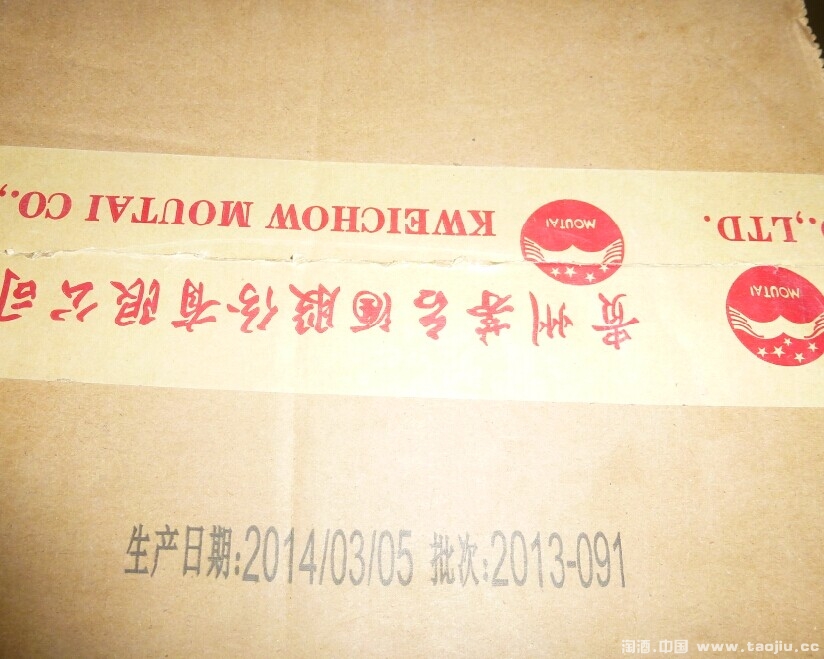 KWEICHOW MOUTAI CO.,
MOUTAI
O.,LTD.
贵州茅台酒股份有限公司
MOUTAI
生产日期:2014/03/05 批次:2013-091
淘酒.中国 www.taojiu.cc